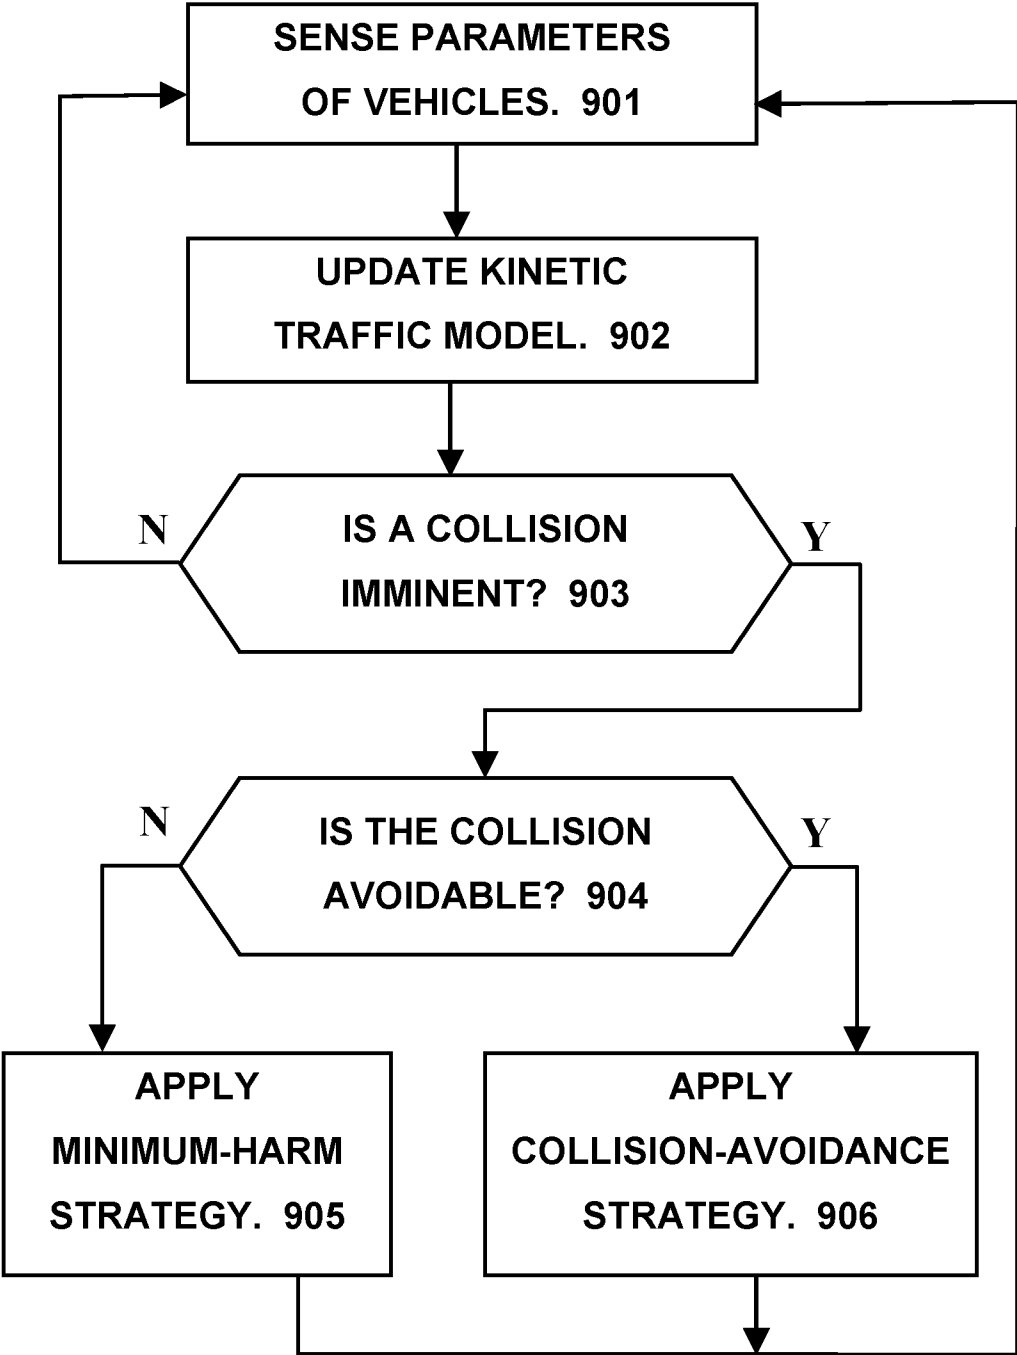 SENSE PARAMETERS
OF VEHICLES. 901
UPDATE KINETIC
TRAFFIC MODEL. 902
N
IS A COLLISION
Y
IMMINENT? 903
N
IS THE COLLISION
Y
AVOIDABLE? 904
APPLY
MINIMUM-HARM
STRATEGY. 905
APPLY
COLLISION-AVOIDANCE
STRATEGY. 906